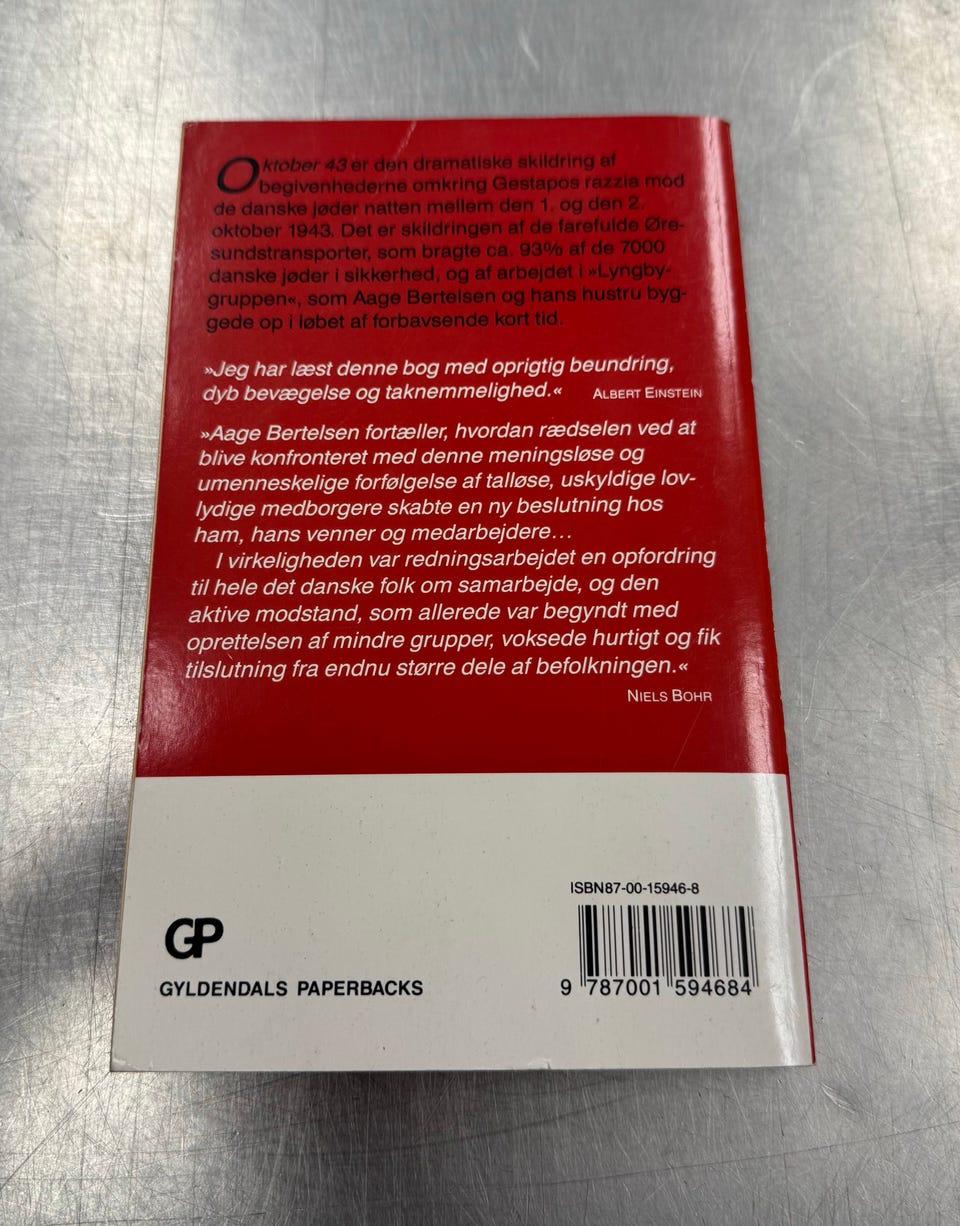 Oktober 43 er den dramatiske skildring af
begivenhederne omkring Gestapos razzia mod
de danske jøder natten mellem den 1. og den 2.
oktober 1943. Det er skildringen af de farefulde Øre-
sundstransporter, som bragte ca. 93% af de 7000
danske jøder i sikkerhed, og af arbejdet i »Lyngby-
gruppen«, som Aage Bertelsen og hans hustru byg-
gede op i løbet af forbavsende kort tid.
»Jeg har læst denne bog med oprigtig beundring,
dyb bevægelse og taknemmelighed.« ALBERT EINSTEIN
»Aage Bertelsen fortæller, hvordan rædselen ved at
blive konfronteret med denne meningsløse og
umenneskelige forfølgelse af talløse, uskyldige lov-
lydige medborgere skabte en ny beslutning hos
ham, hans venner og medarbejdere...
I virkeligheden var redningsarbejdet en opfordring
til hele det danske folk om samarbejde, og den
aktive modstand, som allerede var begyndt med
oprettelsen af mindre grupper, voksede hurtigt og fik
tilslutning fra endnu større dele af befolkningen.«
NIELS BOHR
ISBN87-00-15946-8
GP
GYLDENDALS PAPERBACKS
9 787001 594684